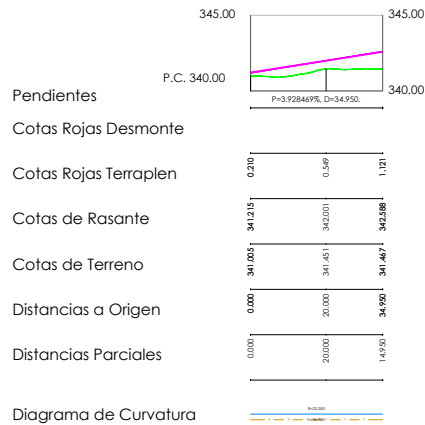 345.00 345.00
P.C. 340.00
340.00
Pendientes
P=3.928469%, D=34.950.
Cotas Rojas Desmonte
Cotas Rojas Terraplen 0.210 0.549 1.121
Cotas de Rasante 341.215 342.001 342.588
Cotas de Terreno 341.005 341.451 341.467
Distancias a Origen 0.000 20.000 34.950
Distancias Parciales 0.000 20.000 14.950
Diagrama de Curvatura